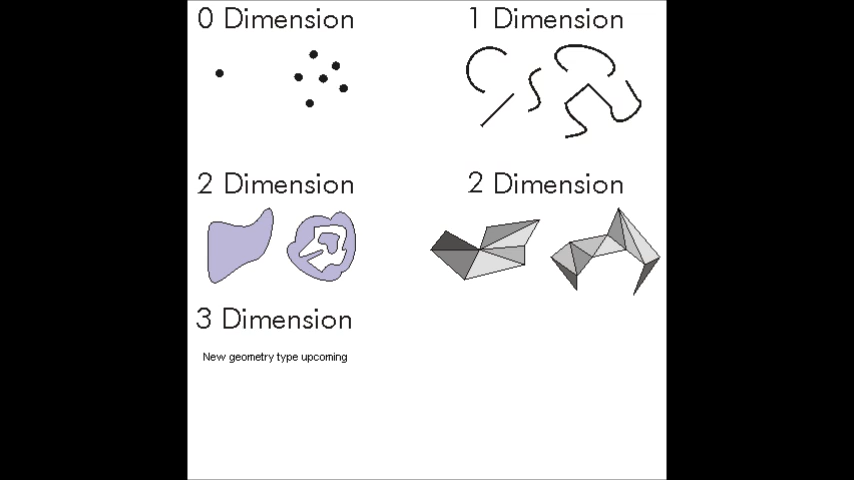 0 Dimension
1 Dimension
2 Dimension
2 Dimension
3 Dimension
New geometry type upcoming